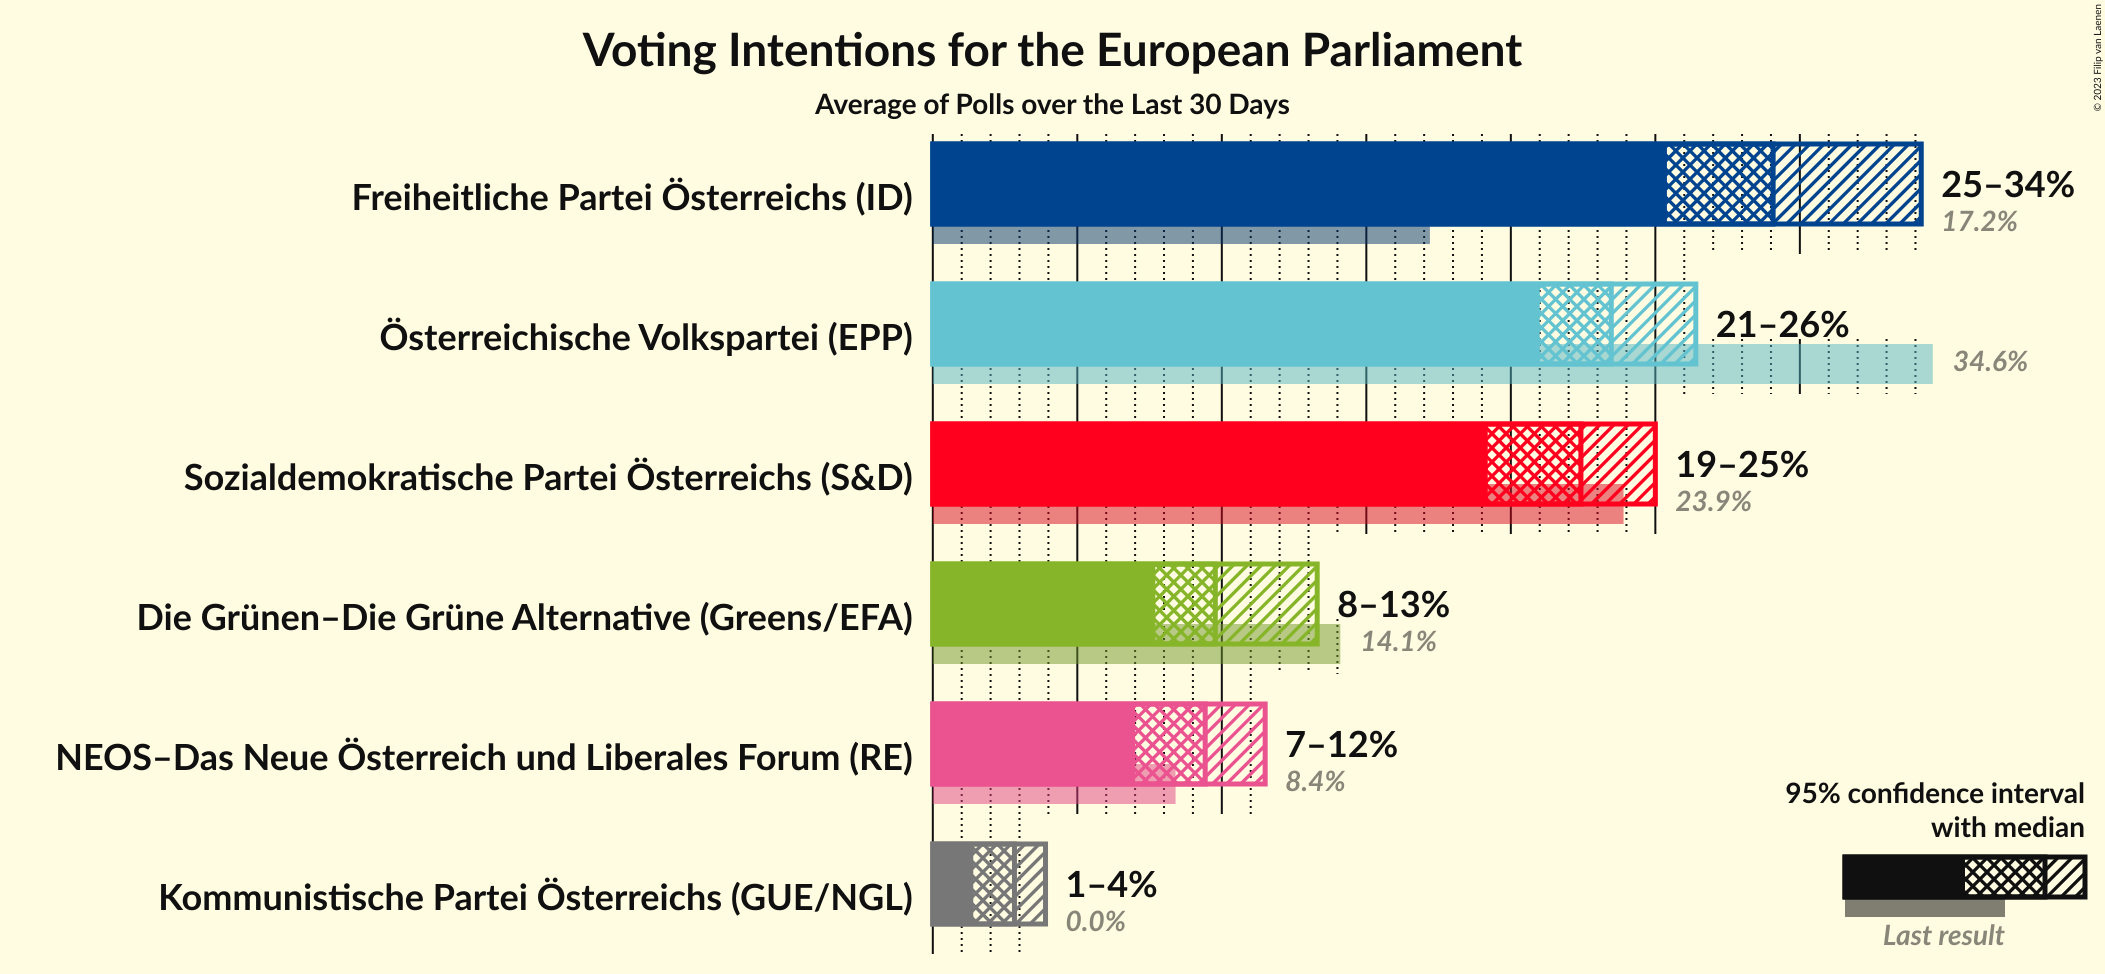 Voting Intentions for the European Parliament
Average of Polls over the Last 30 Days
© 2023 Filip van Laenen
Freiheitliche Partei Österreichs (ID)
25–34%
17.2%
Österreichische Volkspartei (EPP)
21–26%
34.6%
Sozialdemokratische Partei Österreichs (S&D)
19–25%
23.9%
Die Grünen–Die Grüne Alternative (Greens/EFA)
8–13%
14.1%
NEOS–Das Neue Österreich und Liberales Forum (RE)
7–12%
8.4%
Kommunistische Partei Österreichs (GUE/NGL)
1–4%
0.0%
95% confidence interval
with median
Last result